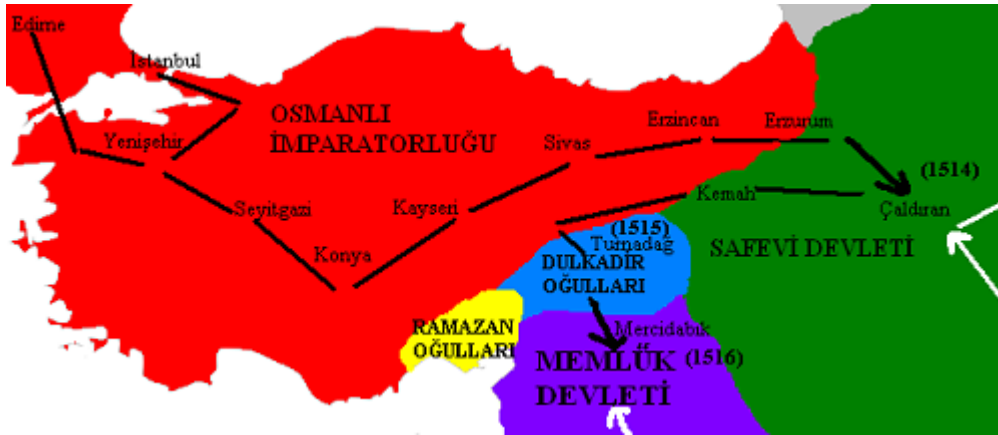 Edirne
İstanbul
OSMANLI
İMPARATORLUĞU
Yenişehir
Sivas
Erzincan
Erzurum
(1514)
Seyitgazi
Kayseri
Kemah
Çaldıran
Konya
(1515)
Turnadağ
SAFEVİ DEVLETİ
DULKADİR
OĞULLARI
RAMAZAN
OĞULLARI
Mercidabık
MEMLÜK (1516)
DEVLETİ